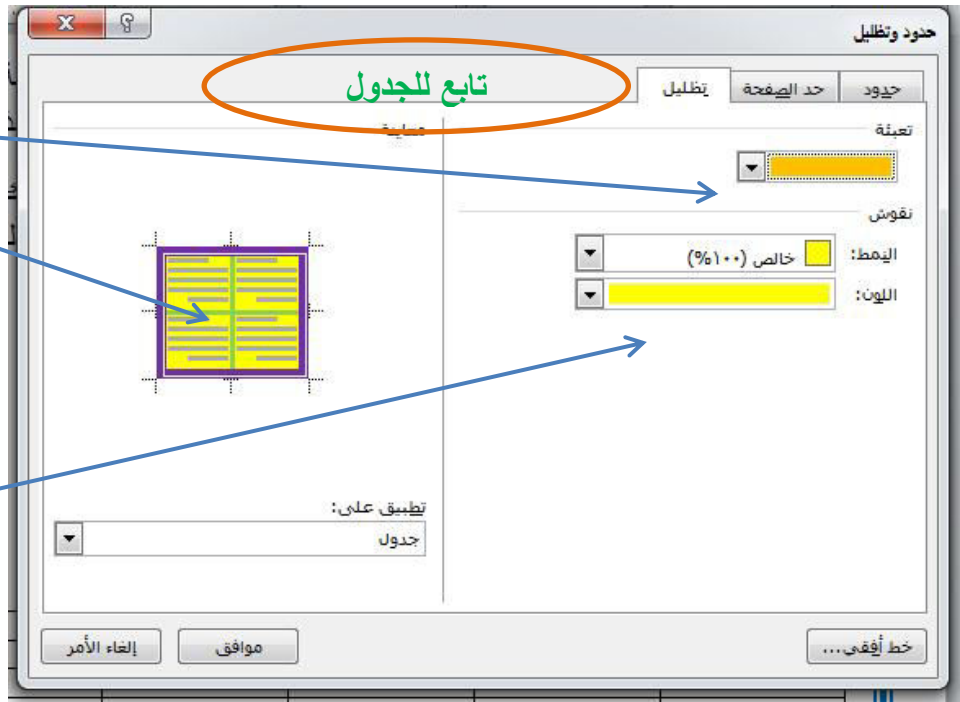 حدود وتظليل
حدود
حد الصفحة
تظليل
تابع للجدول
تعبئة
نقوش
النمط:
خالص (١٠٠%)
اللون:
معاينة
تطبيق على:
جدول
خط أفقي...
موافق
إلغاء الأمر